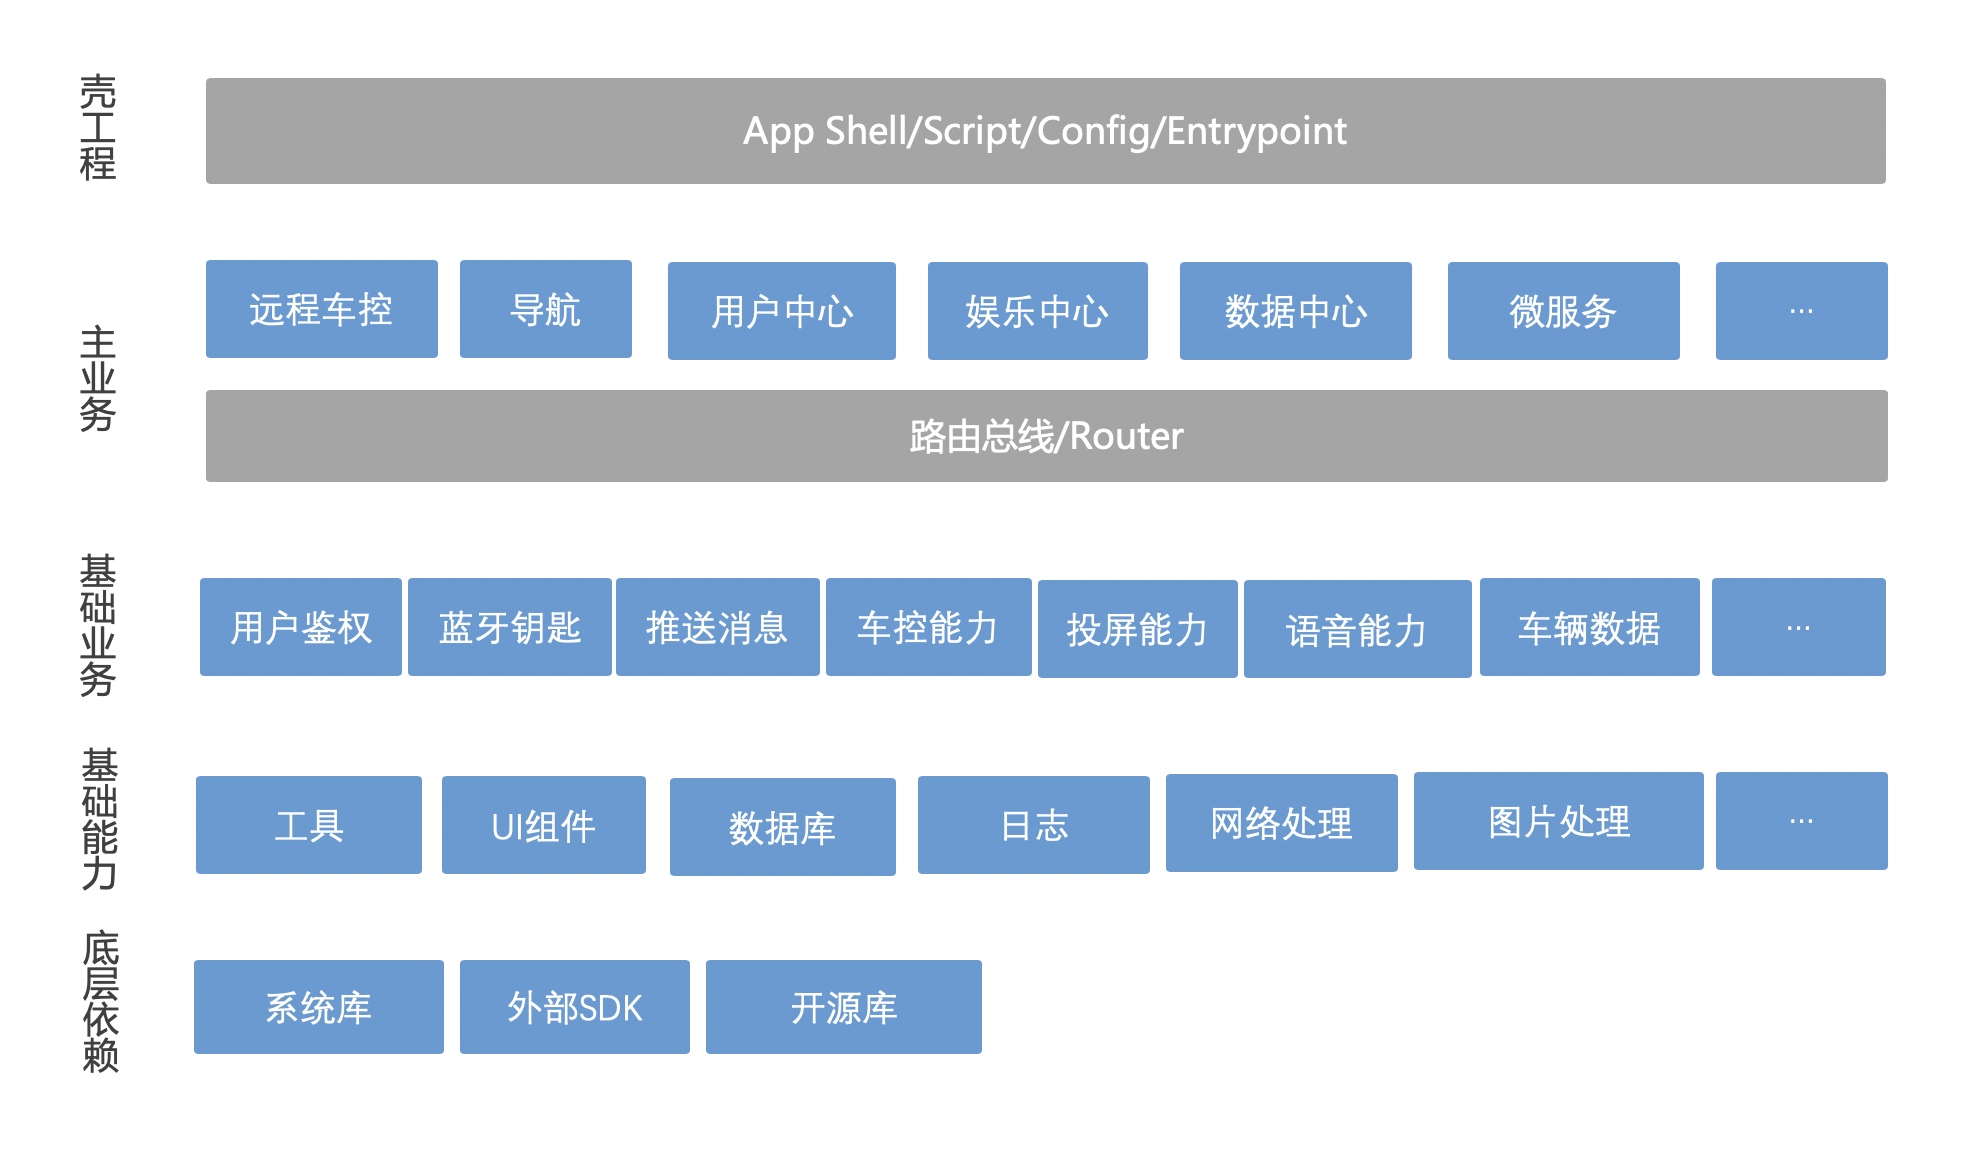 壳工程
App Shell/Script/Config/Entrypoint
主业务
远程车控
导航
用户中心
娱乐中心
数据中心
微服务
...
路由总线/Router
基础业务
用户鉴权
蓝牙钥匙
推送消息
车控能力
投屏能力
语音能力
车辆数据
...
基础能力
工具
UI组件
数据库
日志
网络处理
图片处理
...
底层依赖
系统库
外部SDK
开源库